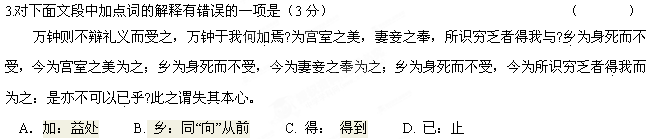 3.对下面文段中加点词的解释有错误的一项是（3 分） （ ）
万钟则不辩礼义而受之，万钟于我何加焉?为宫室之美，妻妾之奉，所识穷乏者得我与?乡为身死而不
受，今为宫室之美为之；乡为身死而不受，今为妻妾之奉为之；乡为身死而不受，今为所识穷乏者得我而
为之：是亦不可以已乎?此之谓失其本心。
A. 加：益处 B. 乡：同“向”从前 C. 得： 得到 D. 已：止